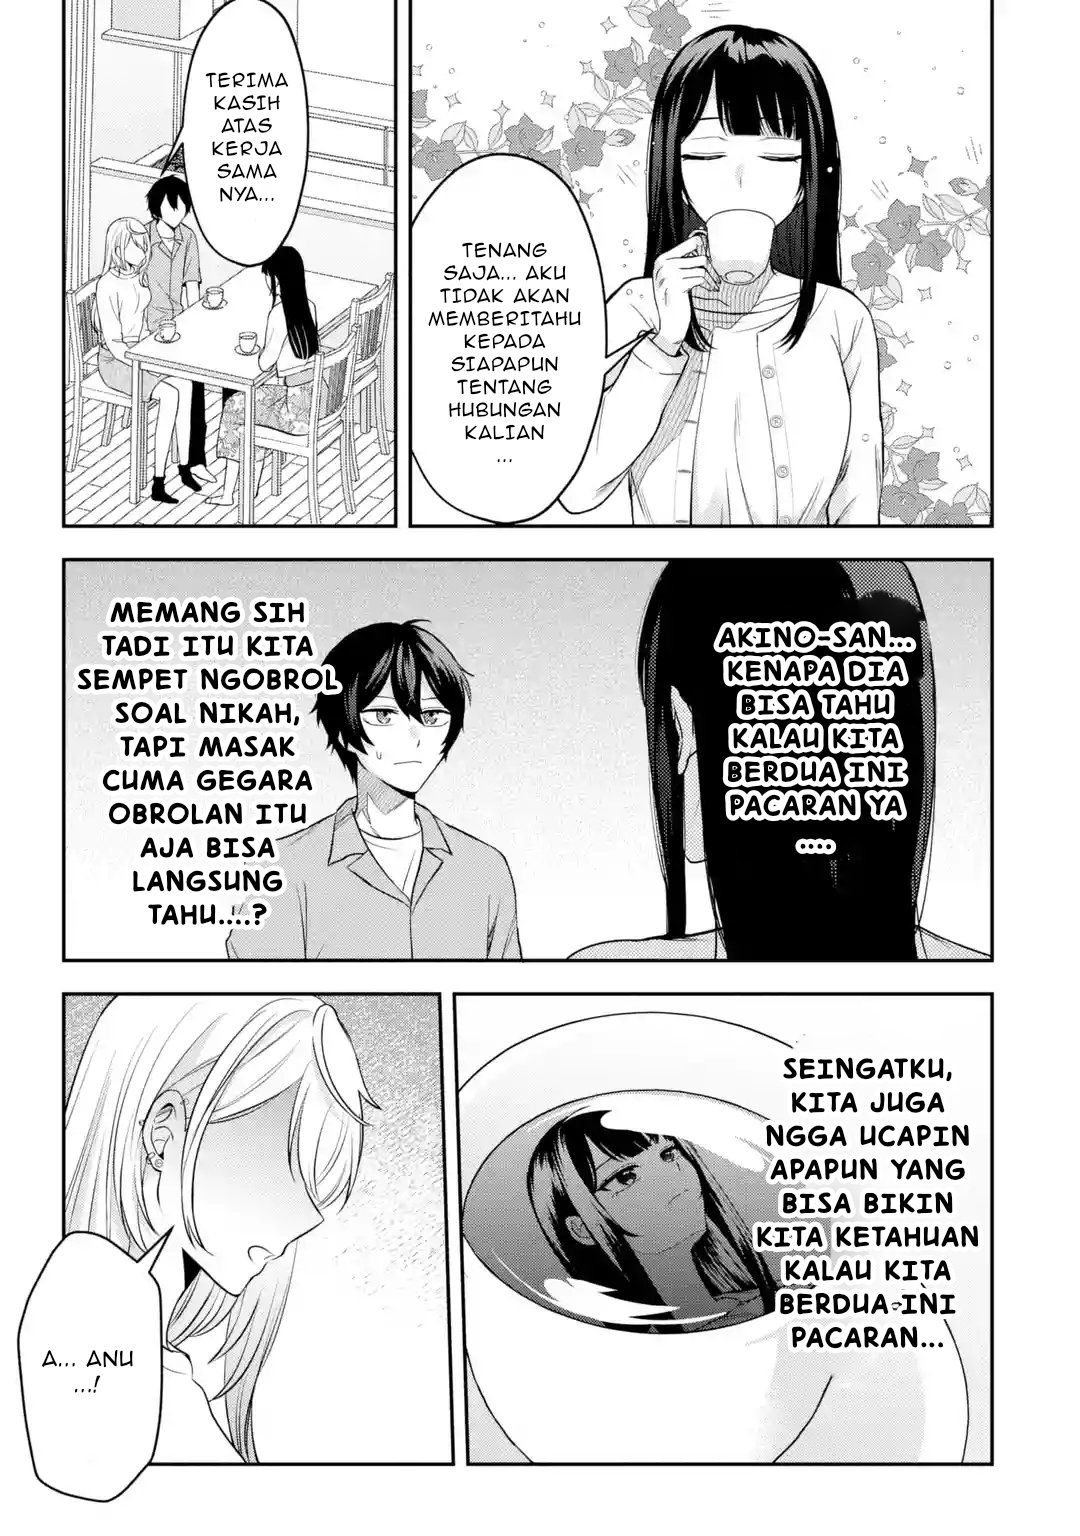 TENANG
SAJA... AKU
TIDAK AKAN
MEMBERITAHU
KEPADA
SIAPAPUN
TENTANG
HUBUNGAN
KALIAN
...
TERIMA
KASIH
ATAS
KERJA
SAMA
NYA...
AKINO-SAN...
KENAPA DIA
BISA TAHU
KALAU KITA
BERDUA INI
PACARAN YA
....
MEMANG SIH
TADI ITU KITA
SEMPET NGOBROL
SOAL NIKAH,
TAPI MASAK
CUMA GEGARA
OBROLAN ITU
AJA BISA
LANGSUNG
TAHU....?
SEINGATKU,
KITA JUGA
NGGA UCAPIN
APAPUN YANG
BISA BIKIN
KITA KETAHUAN
KALAU KITA
BERDUA INI
PACARAN...
A... ANU
...!